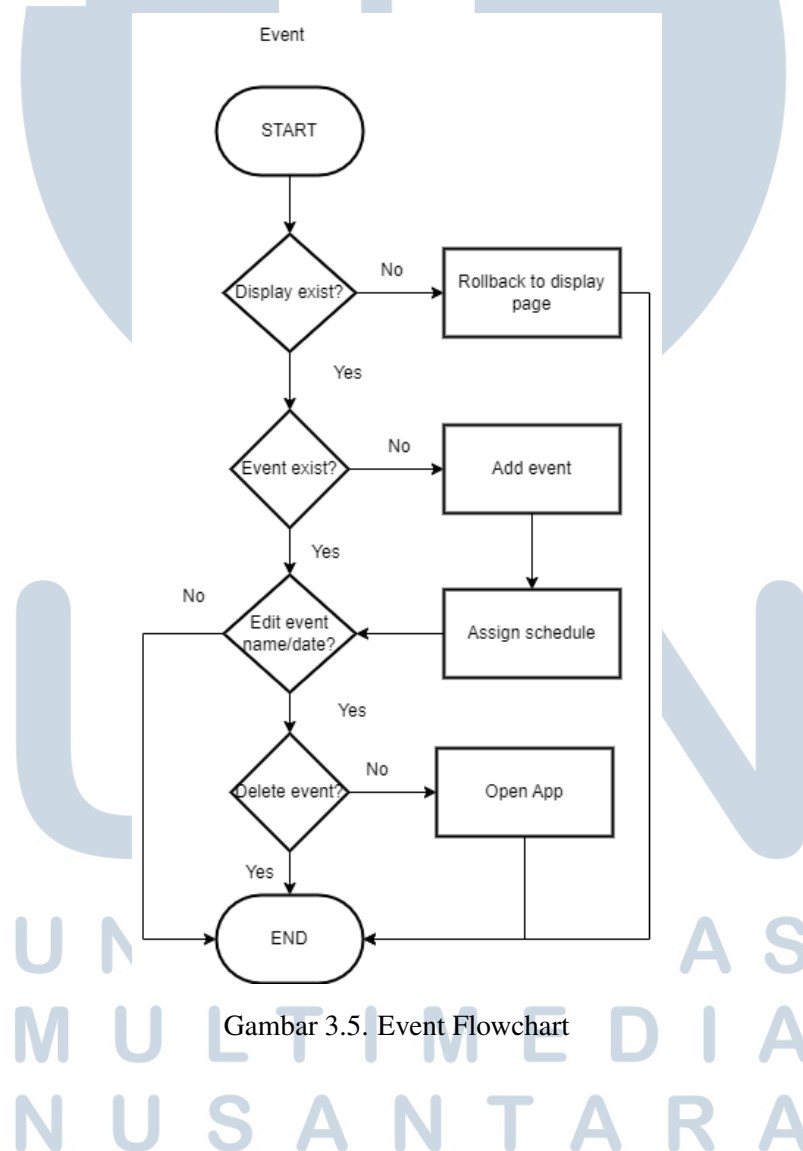 Event
START
Display exist?
No
Rollback to display
page
Yes
Event exist?
No
Add event
Yes
No
Edit event
name/date?
Assign schedule
Yes
Delete event?
No
Open App
Yes
END
Gambar 3.5. Event Flowchart
U N AS
MULTIMEDIA
NUSANTARA